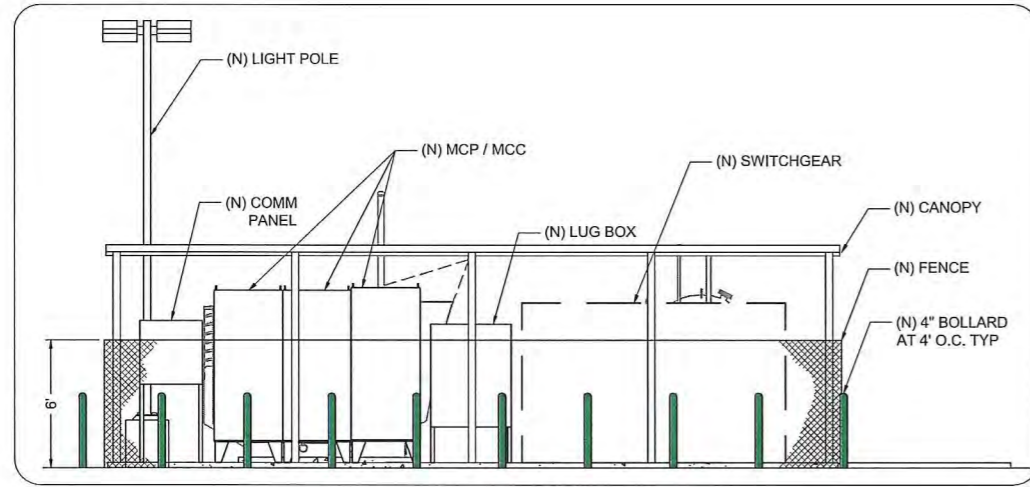 (N) LIGHT POLE
(N) MCP / MCC
(N) SWITCHGEAR
(N) COMM
PANEL
(N) CANOPY
(N) LUG BOX
(N) FENCE
(N) 4" BOLLARD
AT 4' O.C. TYP
6'